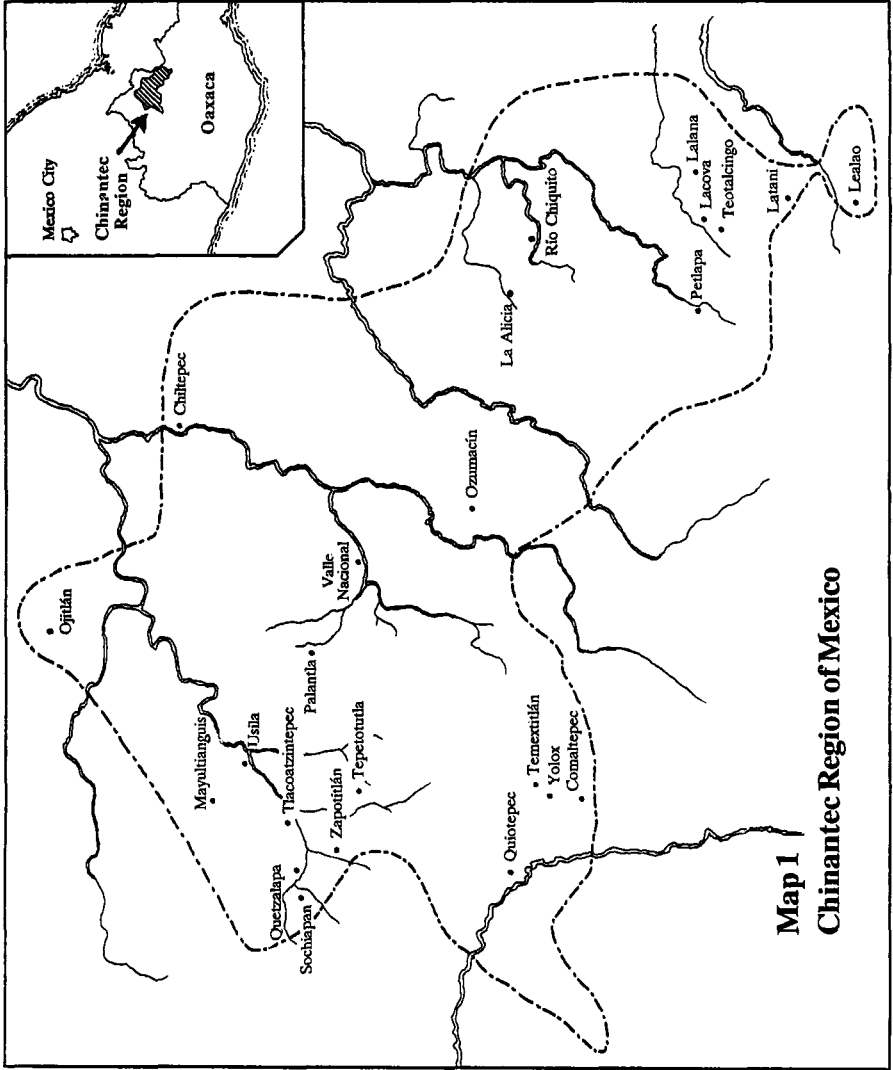 Mexico City
Chinantec
Region
Oaxaca
Ojitlán
Chiltepec
Mayultianguis
Usila
Tlacoatzintepec
Palantla
Valle
Nacional
Quetzalapa
Sochiapan
Zapotitlán
Tepetotutla
Ozumacín
La Alicia
Río Chiquito
Quiotepec
Temextitlán
Yolox
Comaltepec
Petlapa
Lacova
Lalana
Teotalcingo
Latani
Lealao
Map 1
Chinantec Region of Mexico